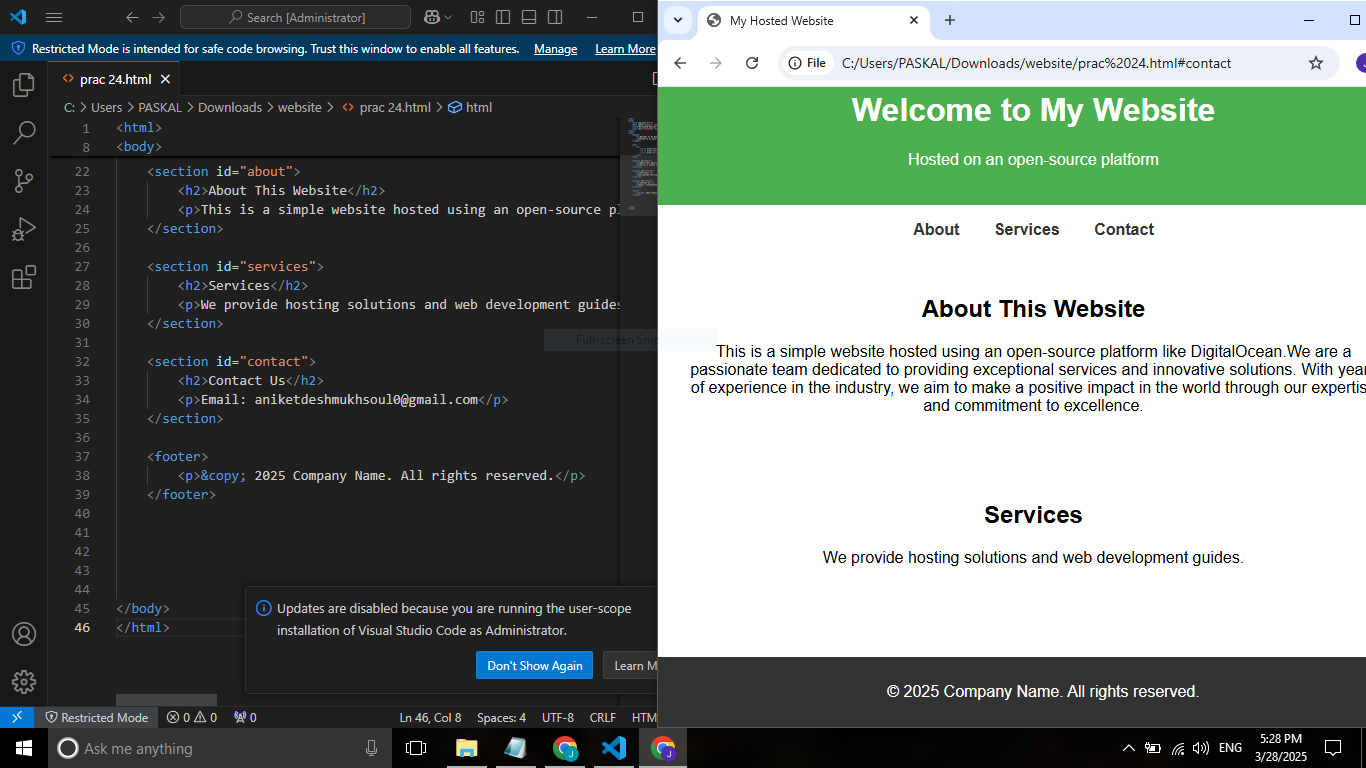 Search [Administrator]
Restricted Mode is intended for safe code browsing. Trust this window to enable all features. Manage Learn More
prac 24.html
C: > Users > PASKAL > Downloads > website > prac 24.html > html
1 <html>
8 <body>
22 <section id="about">
23 <h2>About This Website</h2>
24 <p>This is a simple website hosted using an open-source pl
25 </section>
26
27 <section id="services">
28 <h2>Services</h2>
29 <p>We provide hosting solutions and web development guides
30 </section>
31
32 <section id="contact">
33 <h2>Contact Us</h2>
34 <p>Email: aniketdeshmukhsoul0@gmail.com</p>
35 </section>
36
37 <footer>
38 <p>&copy; 2025 Company Name. All rights reserved.</p>
39 </footer>
40
41
42
43
44
45 </body>
46 </html>
Full-screen Snip
Updates are disabled because you are running the user-scope
installation of Visual Studio Code as Administrator.
Don't Show Again Learn M
Restricted Mode 0 0 0 Ln 46, Col 8 Spaces: 4 UTF-8 CRLF HTM
My Hosted Website
File C:/Users/PASKAL/Downloads/website/prac%2024.html#contact
Welcome to My Website
Hosted on an open-source platform
About Services Contact
About This Website
This is a simple website hosted using an open-source platform like DigitalOcean.We are a
passionate team dedicated to providing exceptional services and innovative solutions. With year
of experience in the industry, we aim to make a positive impact in the world through our expertis
and commitment to excellence.
Services
We provide hosting solutions and web development guides.
© 2025 Company Name. All rights reserved.
Ask me anything
ENG
5:28 PM
3/28/2025